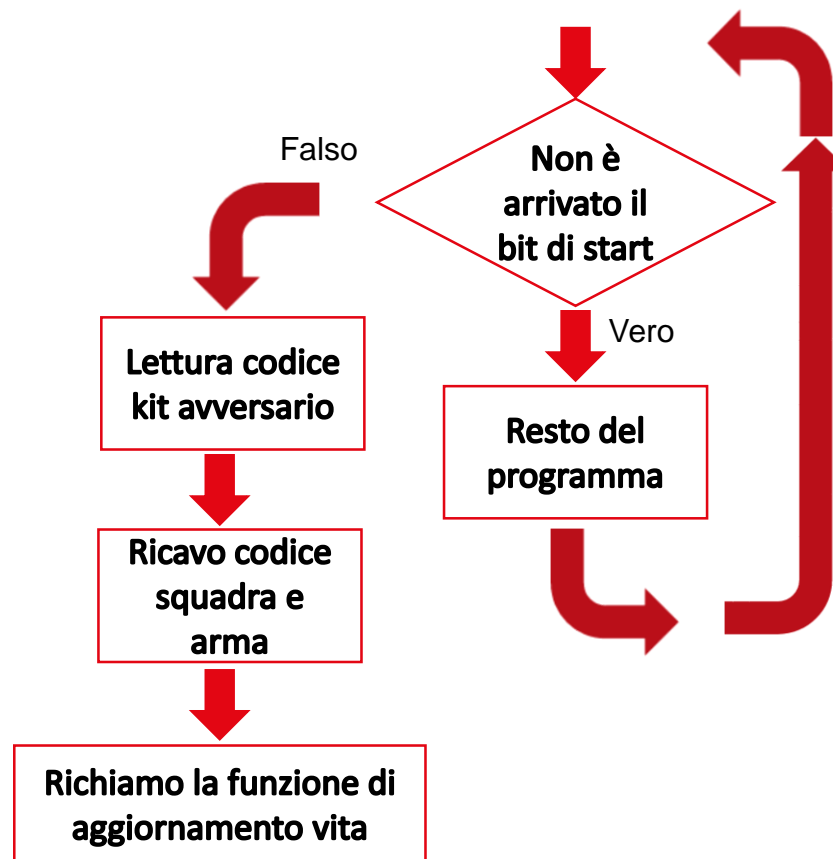 Falso
Non è
arrivato il
bit di start
Vero
Lettura codice
kit avversario
Resto del
programma
Ricavo codice
squadra e
arma
Richiamo la funzione di
aggiornamento vita